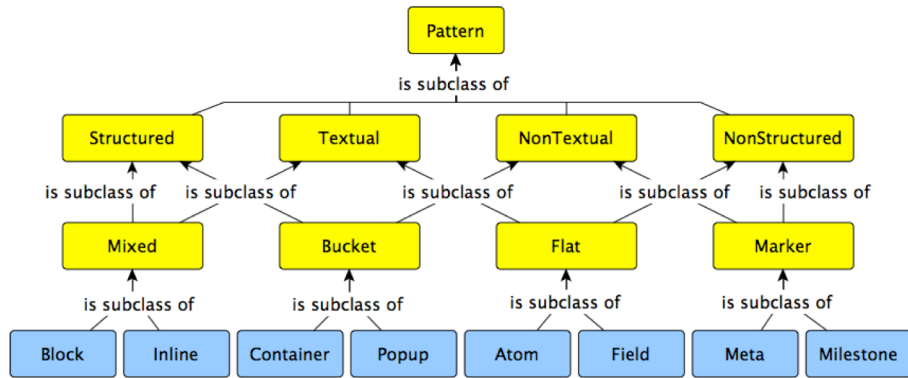 Pattern
is subclass of
Structured Textual NonTextual NonStructured
is subclass of is subclass of is subclass of is subclass of is subclass of
Mixed Bucket Flat Marker
is subclass of is subclass of is subclass of is subclass of
Block Inline Container Popup Atom Field Meta Milestone